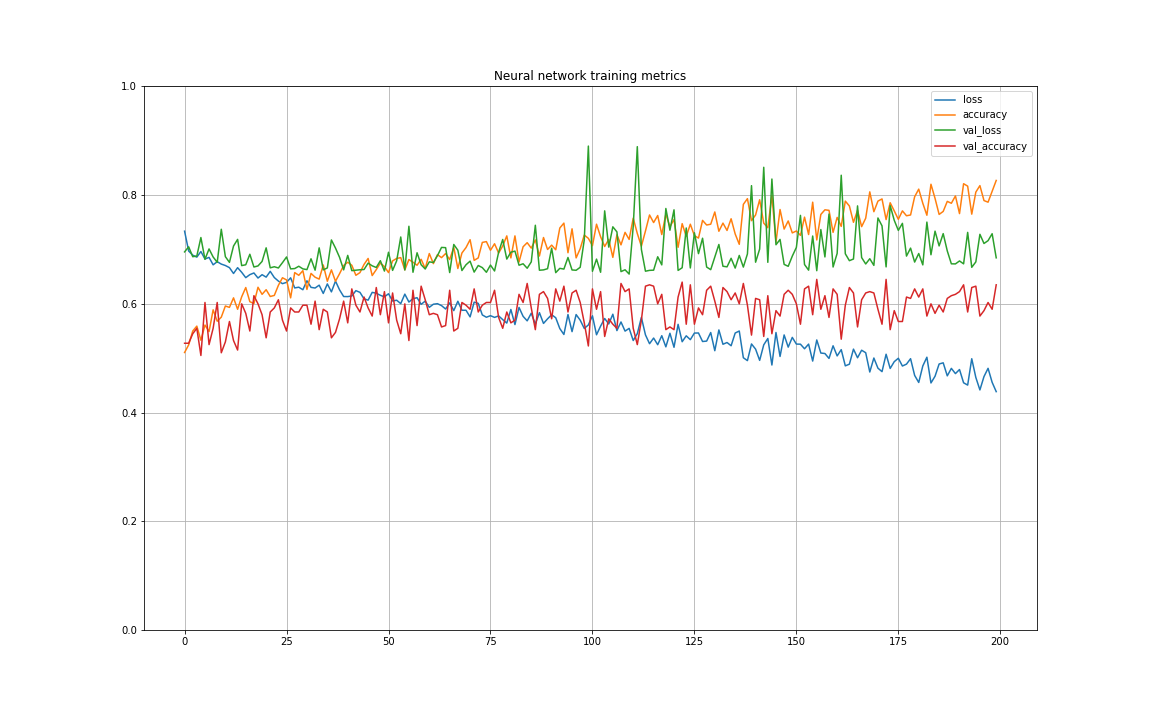 Neural network training metrics
1.0
0.8
0.6
0.4
0.2
0.0
loss
accuracy
val_loss
val_accuracy
0 25 50 75 100 125 150 175 200